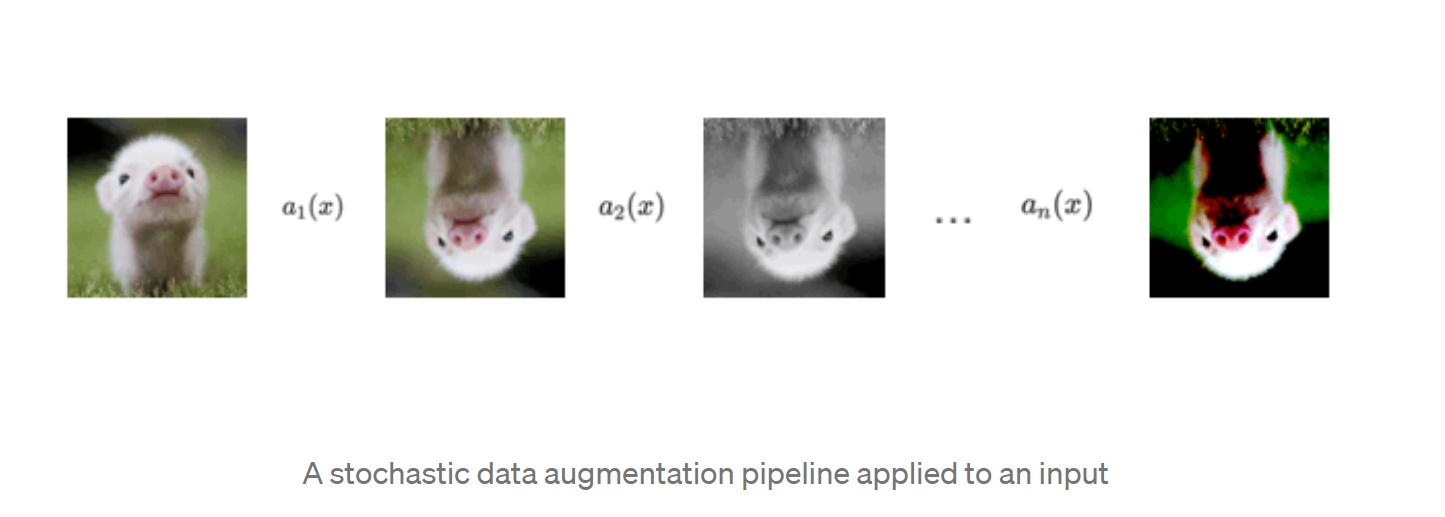 a₁(x) a₂(x) ... aₙ(x)
A stochastic data augmentation pipeline applied to an input